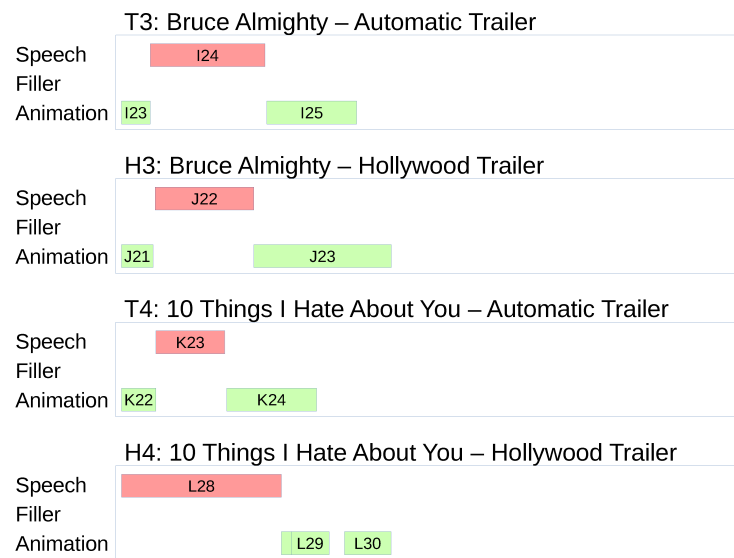 T3: Bruce Almighty – Automatic Trailer
Speech I24
Filler
Animation I23 I25
H3: Bruce Almighty – Hollywood Trailer
Speech J22
Filler
Animation J21 J23
T4: 10 Things I Hate About You – Automatic Trailer
Speech K23
Filler
Animation K22 K24
H4: 10 Things I Hate About You – Hollywood Trailer
Speech L28
Filler
Animation L29 L30